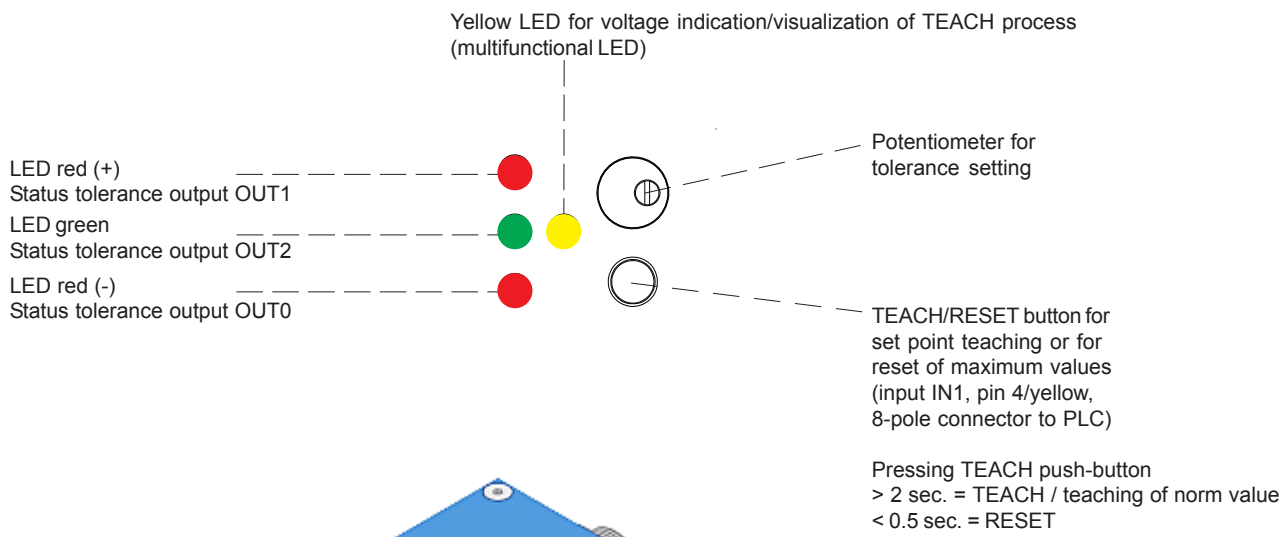 Yellow LED for voltage indication/visualization of TEACH process
(multifunctional LED)
LED red (+)
Status tolerance output OUT1
LED green
Status tolerance output OUT2
LED red (-)
Status tolerance output OUT0
Potentiometer for
tolerance setting
TEACH/RESET button for
set point teaching or for
reset of maximum values
(input IN1, pin 4/yellow,
8-pole connector to PLC)
Pressing TEACH push-button
> 2 sec. = TEACH / teaching of norm value
< 0.5 sec. = RESET